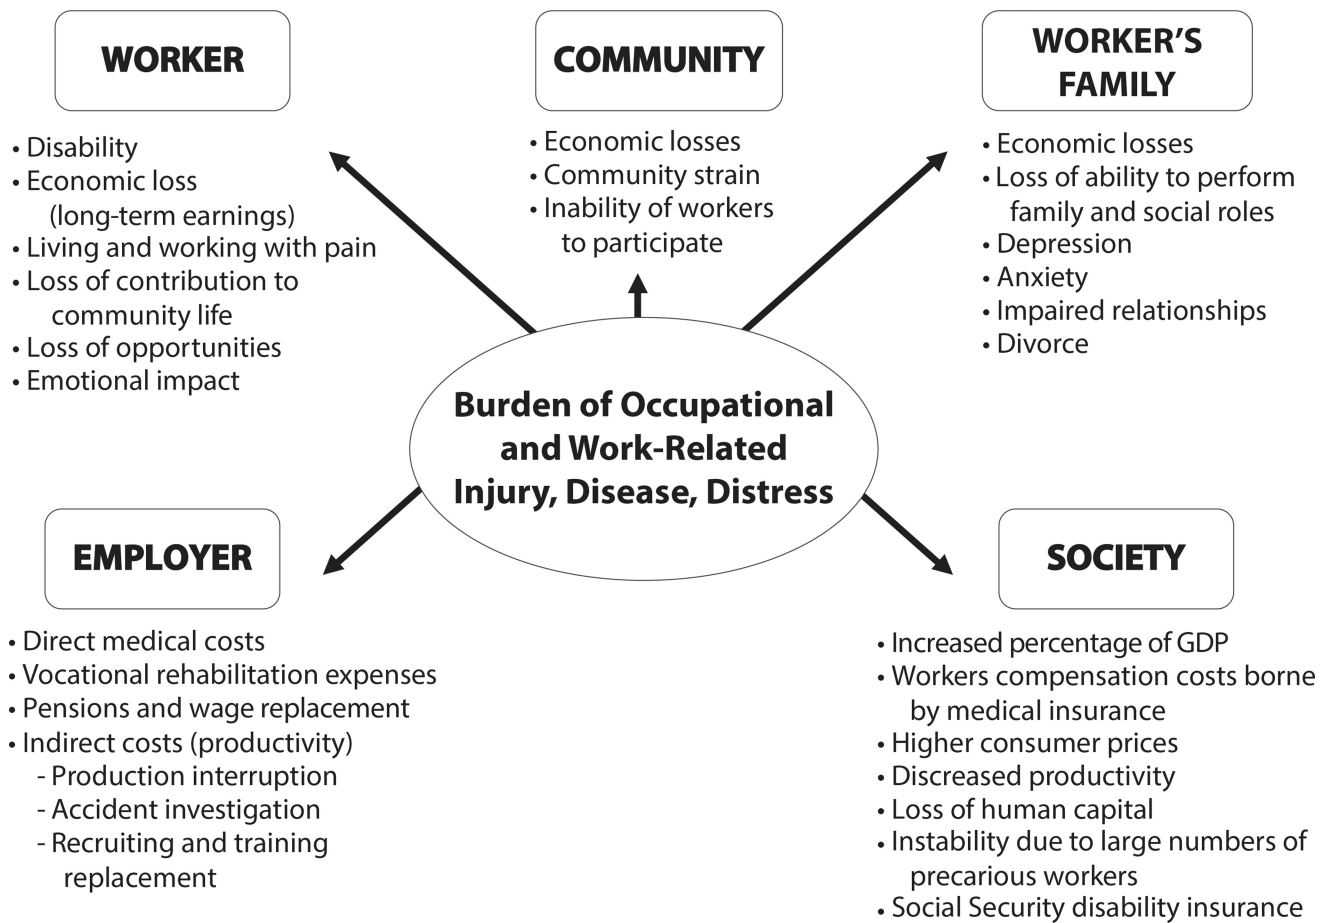 WORKER
• Disability
• Economic loss
(long-term earnings)
• Living and working with pain
• Loss of contribution to
community life
• Loss of opportunities
• Emotional impact
COMMUNITY
• Economic losses
• Community strain
• Inability of workers
to participate
WORKER’S
FAMILY
• Economic losses
• Loss of ability to perform
family and social roles
• Depression
• Anxiety
• Impaired relationships
• Divorce
Burden of Occupational
and Work-Related
Injury, Disease, Distress
EMPLOYER
• Direct medical costs
• Vocational rehabilitation expenses
• Pensions and wage replacement
• Indirect costs (productivity)
- Production interruption
- Accident investigation
- Recruiting and training
replacement
SOCIETY
• Increased percentage of GDP
• Workers compensation costs borne
by medical insurance
• Higher consumer prices
• Discreased productivity
• Loss of human capital
• Instability due to large numbers of
precarious workers
• Social Security disability insurance